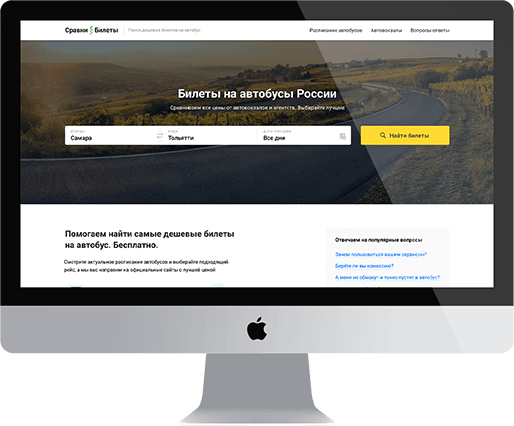 Сравни Билеты
Поиск дешевых билетов на автобус
Расписание автобусов
Автовокзалы
Вопросы-ответы
Билеты на автобусы России
Сравниваем все цены от автовокзалов и агентств. Выбирайте лучшие
ОТКУДА
КУДА
ДАТА ПОЕЗДКИ
Самара
Тольятти
Все дни
Найти билеты
Помогаем найти самые дешевые билеты
на автобус. Бесплатно.
Смотрите актуальное расписание автобусов и выбирайте подходящий
рейс, а мы вас направим на официальные сайты с лучшей ценой
Отвечаем на популярные вопросы
Зачем пользоваться вашим сервисом?
Берёте ли вы комиссию?
А меня не обманут и точно пустят в автобус?